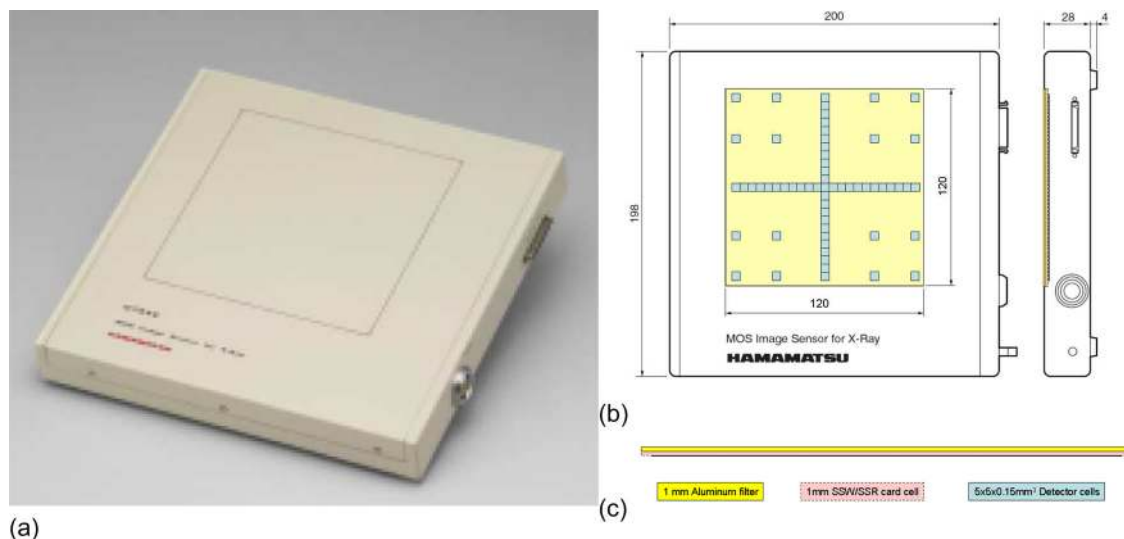 200
28
4
198
120
120
MOS Image Sensor for X-Ray
HAMAMATSU
(b)
1 mm Aluminum filter
1mm SSW/SSR card cell
5x5x0.15mm³ Detector cells
(c)
(a)